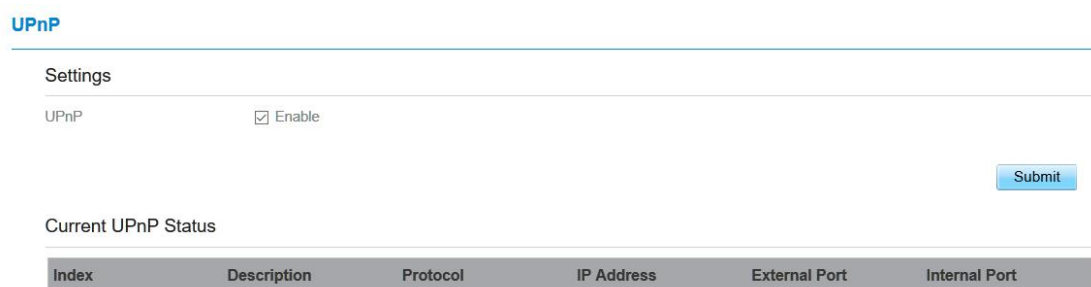 UPnP
Settings
UPnP Enable
Submit
Current UPnP Status
Index Description Protocol IP Address External Port Internal Port